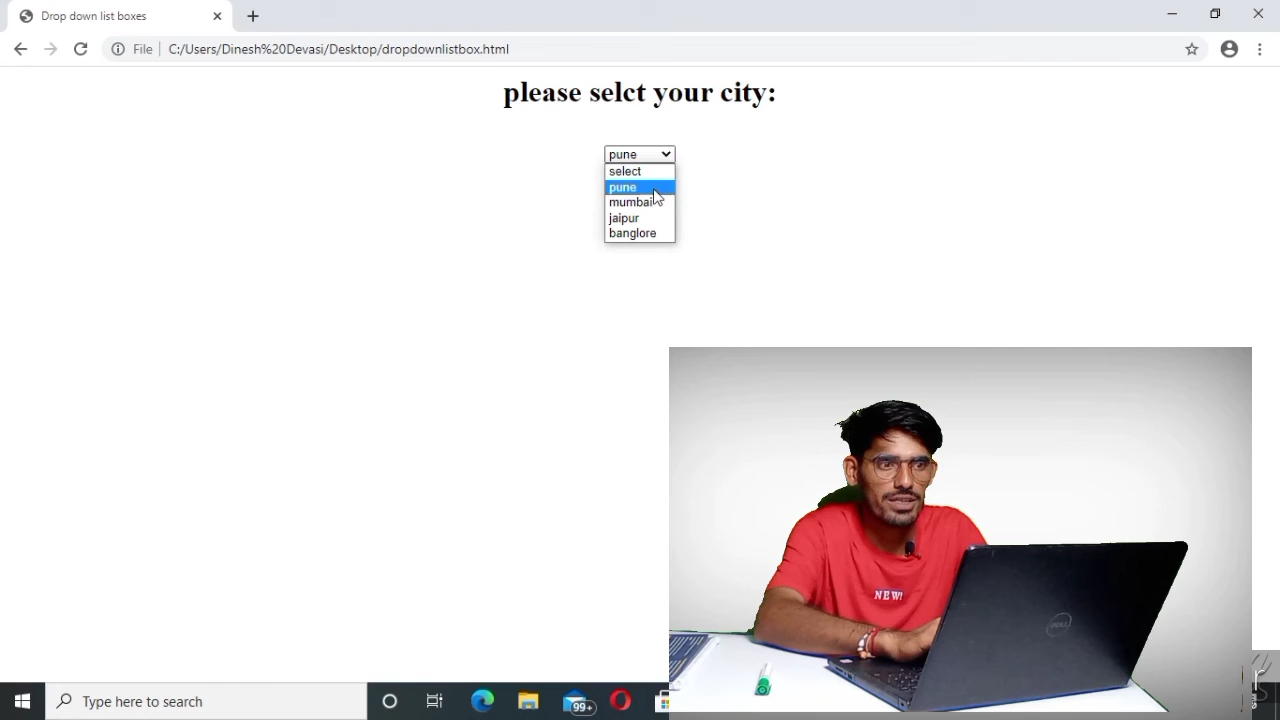 Drop down list boxes
File
C:/Users/Dinesh%20Devasi/Desktop/dropdownlistbox.html
please selct your city:
pune
select
pune
mumbai
jaipur
banglore
NEW!
DELL
Type here to search
99+